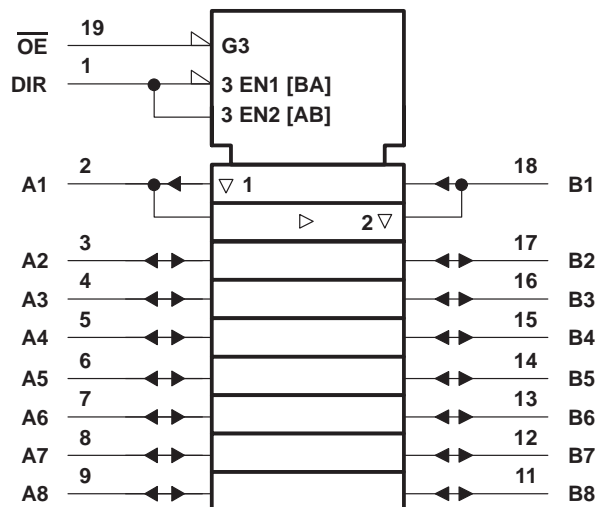 OE 19 G3
DIR 1 3 EN1 [BA]
3 EN2 [AB]
A1 2 ▽ 1 18 B1
▷ 2 ▽
A2 3 17 B2
A3 4 16 B3
A4 5 15 B4
A5 6 14 B5
A6 7 13 B6
A7 8 12 B7
A8 9 11 B8